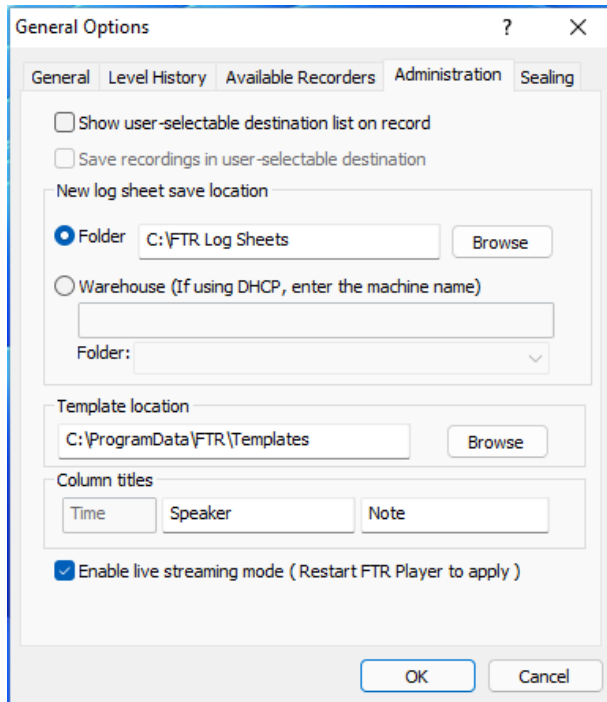 General Options ?
General Level History Available Recorders Administration Sealing
Show user-selectable destination list on record
Save recordings in user-selectable destination
New log sheet save location
Folder C:\FTR Log Sheets Browse
Warehouse (If using DHCP, enter the machine name)
Folder:
Template location
C:\ProgramData\FTR\Templates Browse
Column titles
Time Speaker Note
Enable live streaming mode ( Restart FTR Player to apply )
OK Cancel